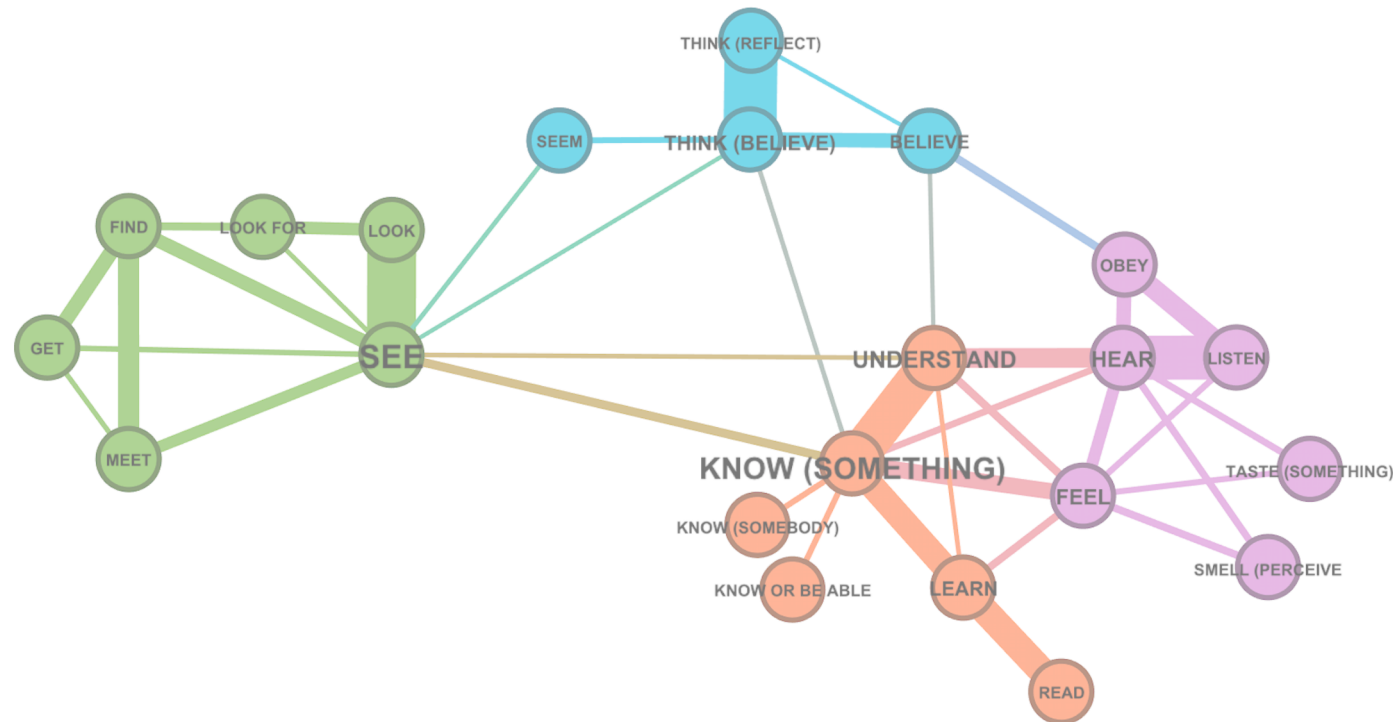 THINK (REFLECT)
SEEM
THINK (BELIEVE)
BELIEVE
FIND
LOOK FOR
LOOK
OBEY
GET
SEE
UNDERSTAND
HEAR
LISTEN
MEET
KNOW (SOMETHING)
FEEL
TASTE (SOMETHING)
KNOW (SOMEBODY)
SMELL (PERCEIVE
KNOW OR BE ABLE
LEARN
READ